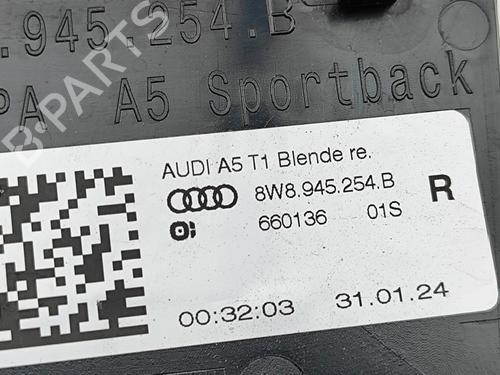 .945.254.B
PA A5 Sportback
AUDI A5 T1 Blende re.
8W8.945.254.B R
660136 01S
00:32:03 31.01.24
B-PARTS